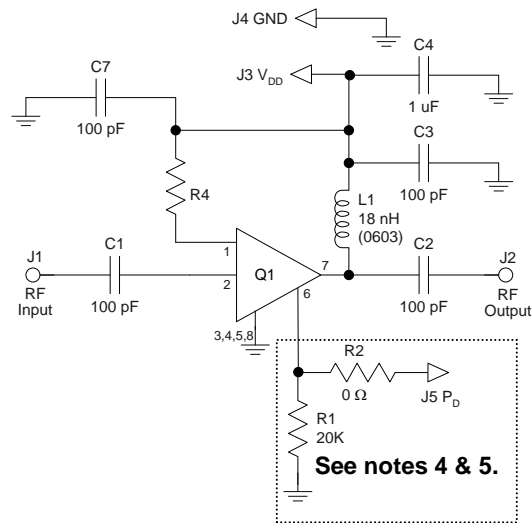 J4 GND
C7
100 pF
J3 VDD
C4
1 uF
C3
100 pF
R4
L1
18 nH
(0603)
J1
RF
Input
C1
100 pF
1
2
Q1
7
6
3,4,5,8
C2
100 pF
J2
RF
Output
R2
0 Ω
J5 PD
R1
20K
See notes 4 & 5.